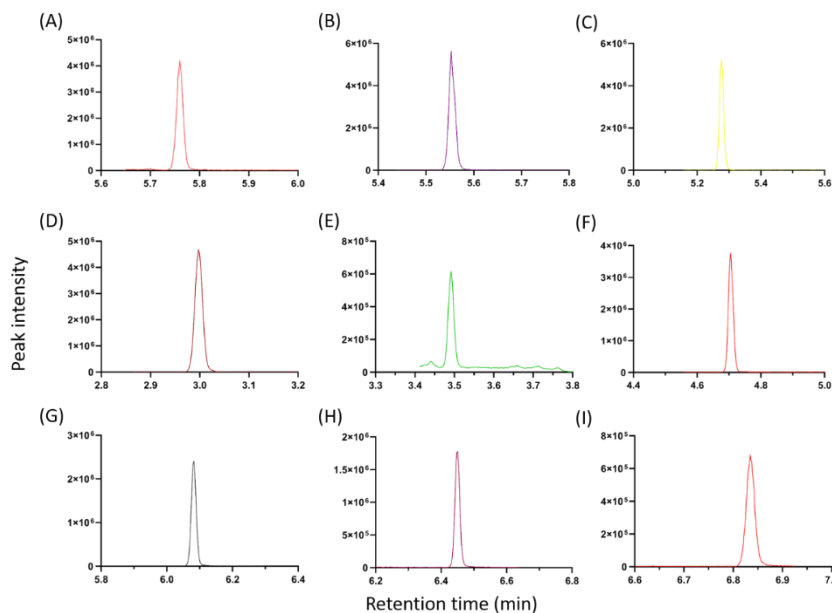 (A)
5×10⁶
4×10⁶
3×10⁶
2×10⁶
1×10⁶
0
5.6 5.7 5.8 5.9 6.0
(B)
6×10⁶
4×10⁶
2×10⁶
0
5.4 5.5 5.6 5.7 5.8
(C)
6×10⁶
4×10⁶
2×10⁶
0
5.0 5.2 5.4 5.6
Peak intensity
(D)
5×10⁶
4×10⁶
3×10⁶
2×10⁶
1×10⁶
0
2.8 2.9 3.0 3.1 3.2
(E)
8×10⁵
6×10⁵
4×10⁵
2×10⁵
0
3.3 3.4 3.5 3.6 3.7 3.8
(F)
4×10⁶
3×10⁶
2×10⁶
1×10⁶
0
4.4 4.6 4.8 5.0
(G)
3×10⁶
2×10⁶
1×10⁶
0
5.8 6.0 6.2 6.4
(H)
2×10⁶
1.5×10⁶
1×10⁶
5×10⁵
0
6.2 6.4 6.6 6.8
(I)
8×10⁵
6×10⁵
4×10⁵
2×10⁵
0
6.6 6.7 6.8 6.9
Retention time (min)